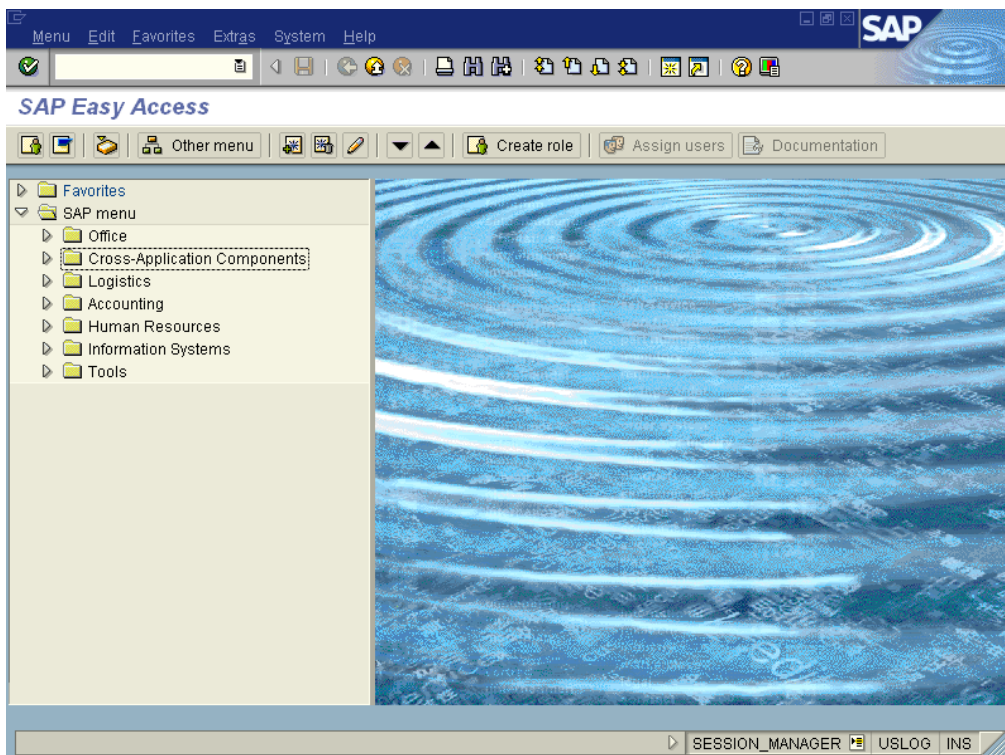 Menu Edit Favorites Extras System Help
SAP
SAP Easy Access
Other menu Create role Assign users Documentation
Favorites
SAP menu
Office
Cross-Application Components
Logistics
Accounting
Human Resources
Information Systems
Tools
SESSION_MANAGER USLOG INS